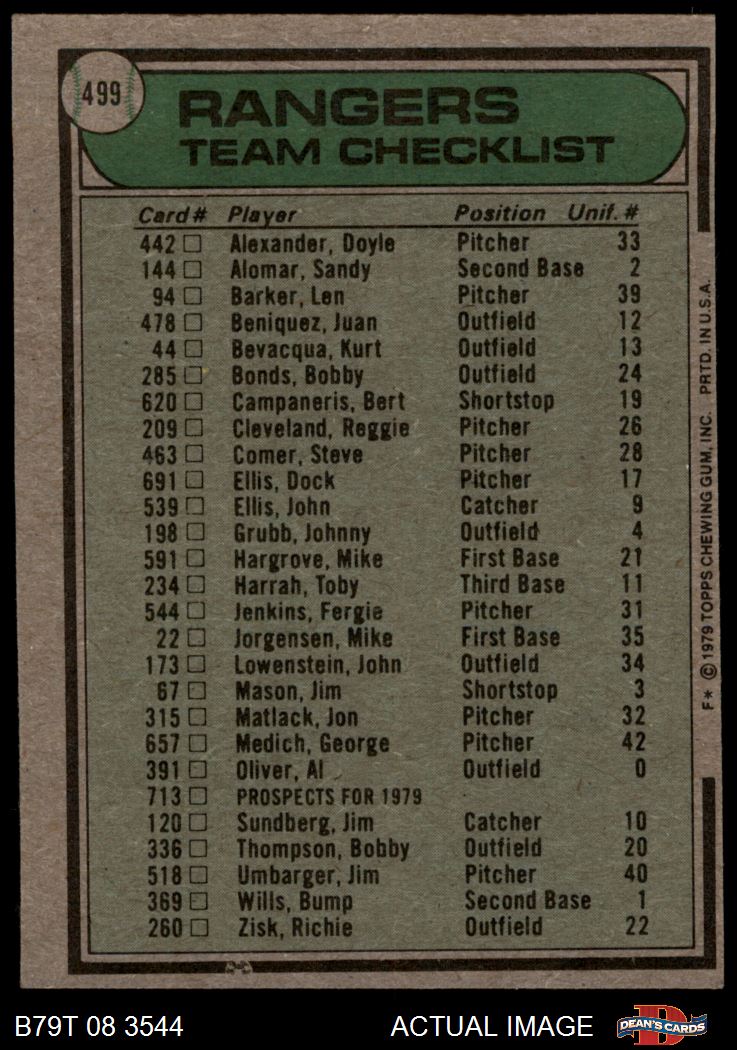 499
RANGERS
TEAM CHECKLIST
Card# Player Position Unif. #
442 Alexander, Doyle Pitcher 33
144 Alomar, Sandy Second Base 2
94 Barker, Len Pitcher 39
478 Beniquez, Juan Outfield 12
44 Bevacqua, Kurt Outfield 13
285 Bonds, Bobby Outfield 24
620 Campaneris, Bert Shortstop 19
209 Cleveland, Reggie Pitcher 26
463 Comer, Steve Pitcher 28
691 Ellis, Dock Pitcher 17
539 Ellis, John Catcher 9
198 Grubb, Johnny Outfield 4
591 Hargrove, Mike First Base 21
234 Harrah, Toby Third Base 11
544 Jenkins, Fergie Pitcher 31
22 Jorgensen, Mike First Base 35
173 Lowenstein, John Outfield 34
67 Mason, Jim Shortstop 3
315 Matlack, Jon Pitcher 32
657 Medich, George Pitcher 42
391 Oliver, Al Outfield 0
713 PROSPECTS FOR 1979
120 Sundberg, Jim Catcher 10
336 Thompson, Bobby Outfield 20
518 Umbarger, Jim Pitcher 40
369 Wills, Bump Second Base 1
260 Zisk, Richie Outfield 22
F* © 1979 TOPPS CHEWING GUM, INC. PRTD. IN U.S.A.
B79T 08 3544 ACTUAL IMAGE
D DEAN'S CARDS